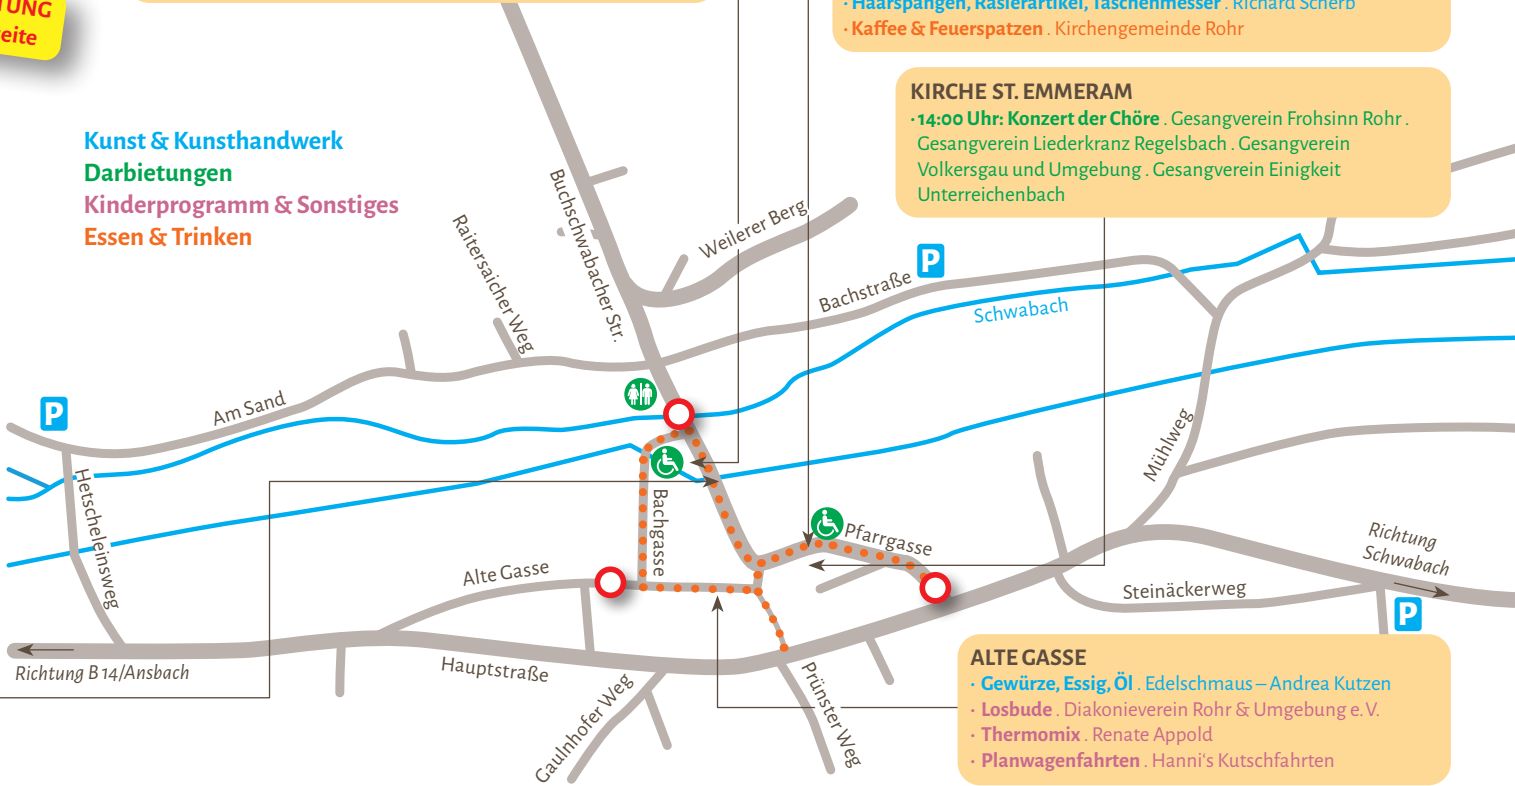 TUNG
eite
· Haarspangen, Rasierartikel, Taschenmesser . Richard Scherb
· Kaffee & Feuerspatzen . Kirchengemeinde Rohr
KIRCHE ST. EMMERAM
· 14:00 Uhr: Konzert der Chöre . Gesangverein Frohsinn Rohr .
Gesangverein Liederkranz Regelsbach . Gesangverein
Volkersgau und Umgebung . Gesangverein Einigkeit
Unterreichenbach
Kunst & Kunsthandwerk
Darbietungen
Kinderprogramm & Sonstiges
Essen & Trinken
Buchschwabacher Str.
Raitersaicher Weg
Weilerer Berg
P
Bachstraße
Schwabach
P
Am Sand
Hetscheleinsweg
Mühlweg
Bachgasse
Pfarrgasse
Alte Gasse
Richtung
Schwabach
Steinäckerweg
P
Richtung B 14/Ansbach
Hauptstraße
Gaulnhofer Weg
Prünster Weg
ALTE GASSE
· Gewürze, Essig, Öl . Edelschmaus – Andrea Kutzen
· Losbude . Diakonieverein Rohr & Umgebung e. V.
· Thermomix . Renate Appold
· Planwagenfahrten . Hanni‘s Kutschfahrten